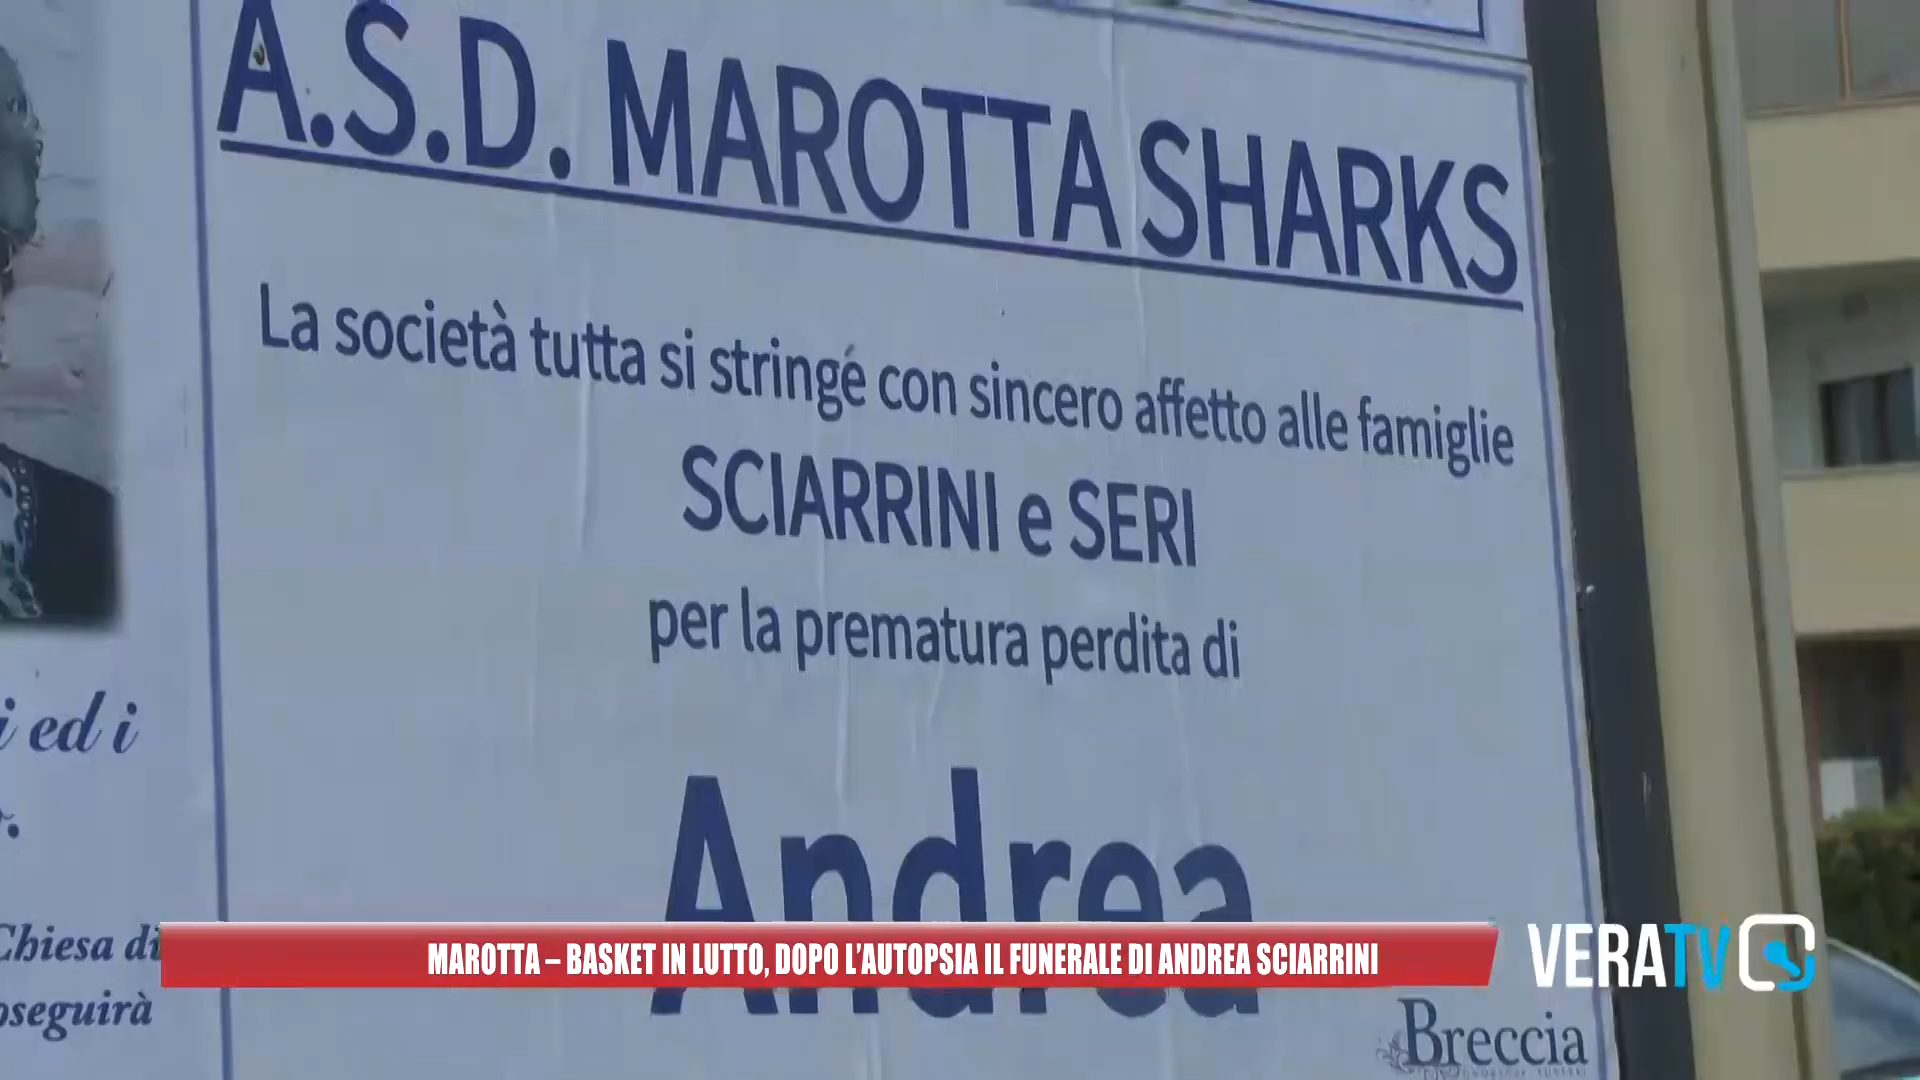 A.S.D. MAROTTA SHARKS
La società tutta si stringe con sincero affetto alle famiglie
SCIARRINI e SERI
per la prematura perdita di
Andrea
i ed i
Chiesa di
oseguirà
MAROTTA – BASKET IN LUTTO, DOPO L'AUTOPSIA IL FUNERALE DI ANDREA SCIARRINI
VERATV
Breccia